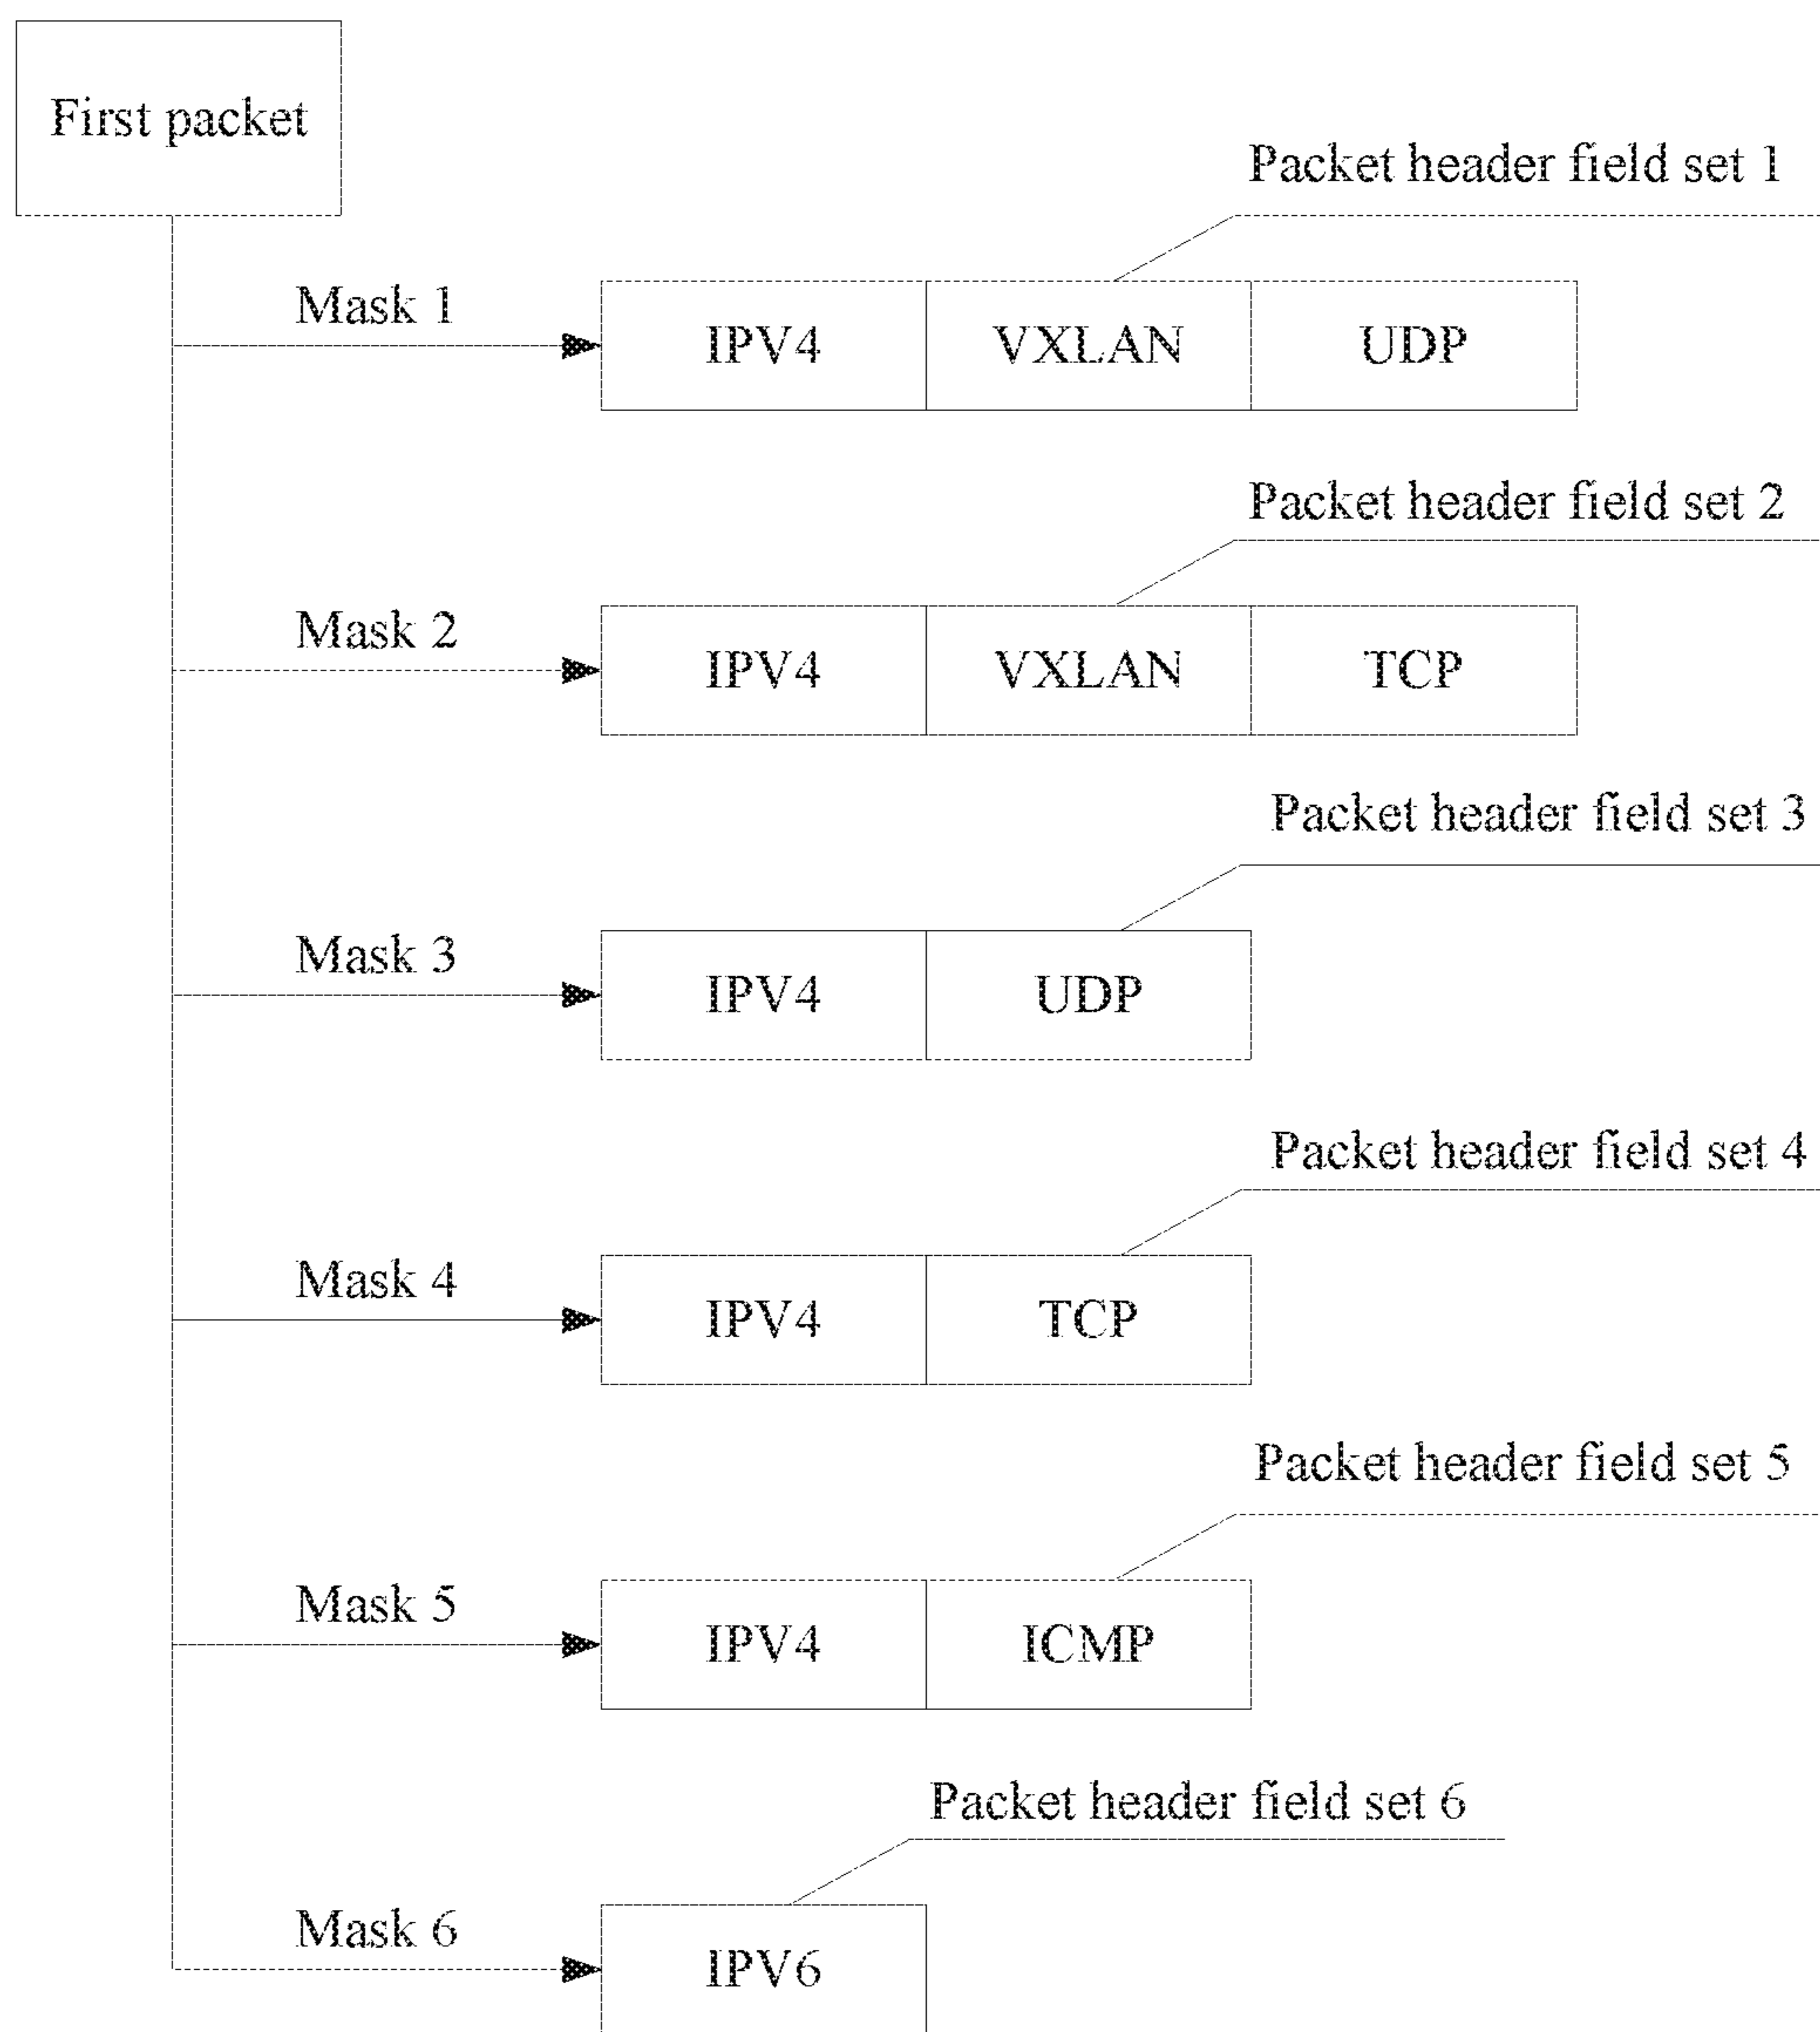 First packet
Packet header field set 1
Mask 1
IPV4 VXLAN UDP
Packet header field set 2
Mask 2
IPV4 VXLAN TCP
Packet header field set 3
Mask 3
IPV4 UDP
Packet header field set 4
Mask 4
IPV4 TCP
Packet header field set 5
Mask 5
IPV4 ICMP
Packet header field set 6
Mask 6
IPV6